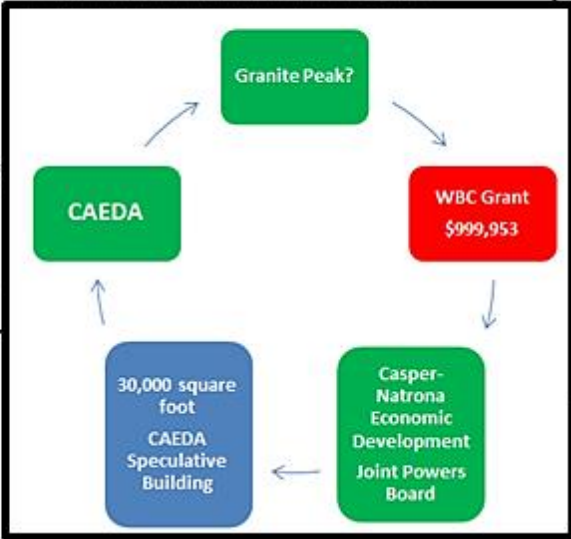 Granite Peak?
WBC Grant
$999,953
Casper-
Natrona
Economic
Development
Joint Powers
Board
30,000 square
foot
CAEDA
Speculative
Building
CAEDA